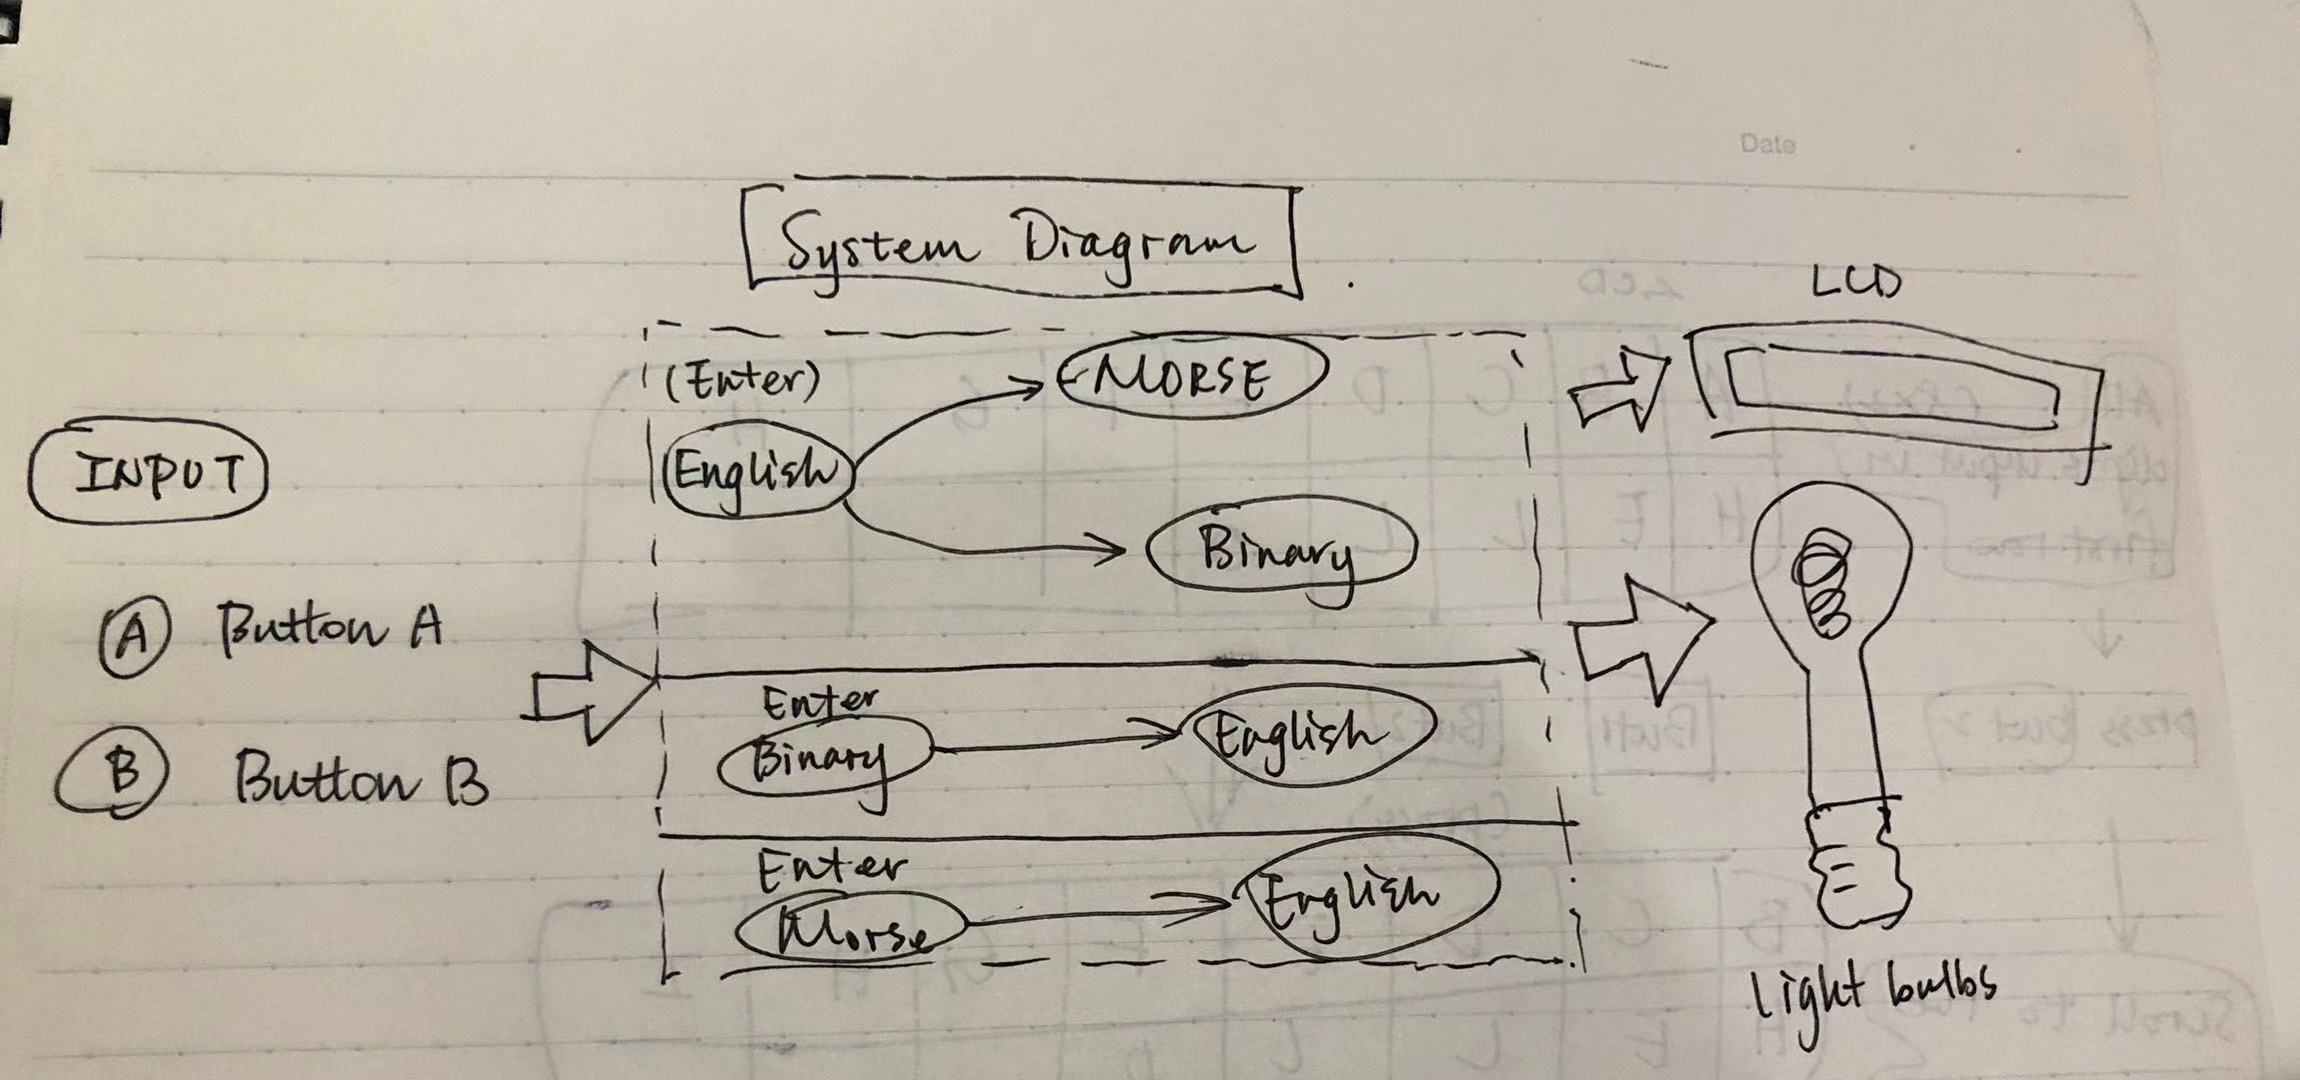 Date
System Diagram
LCD
(Enter)
MORSE
English
INPUT
Binary
A Button A
Enter
Binary
English
B Button B
Enter
Morse
English
Light bulbs